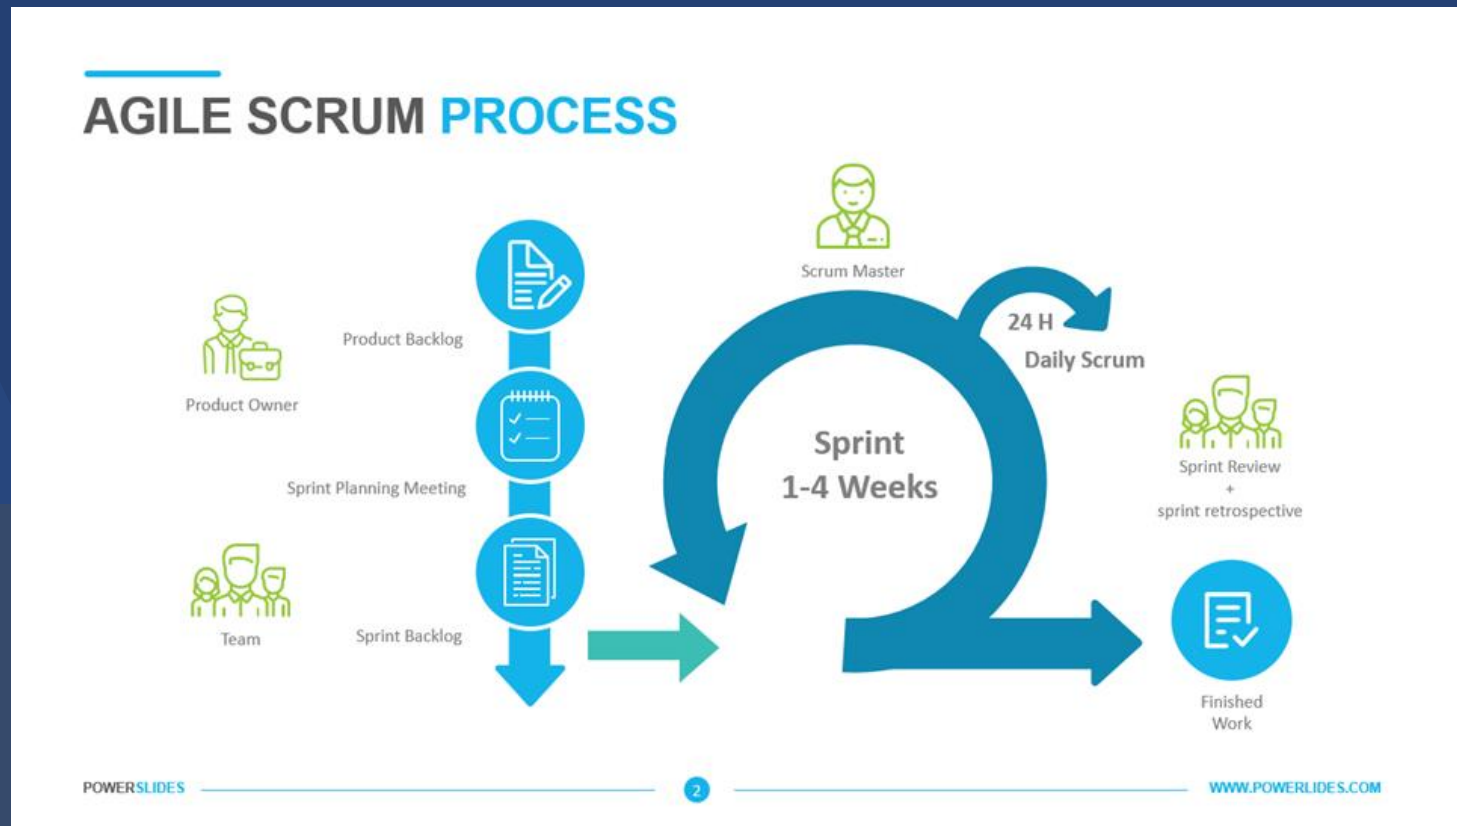 AGILE SCRUM PROCESS
Scrum Master
24 H
Daily Scrum
Product Backlog
Product Owner
Sprint
1-4 Weeks
Sprint Planning Meeting
Sprint Review
+
sprint retrospective
Team
Sprint Backlog
Finished
Work
POWERSLIDES
2
WWW.POWERLIDES.COM